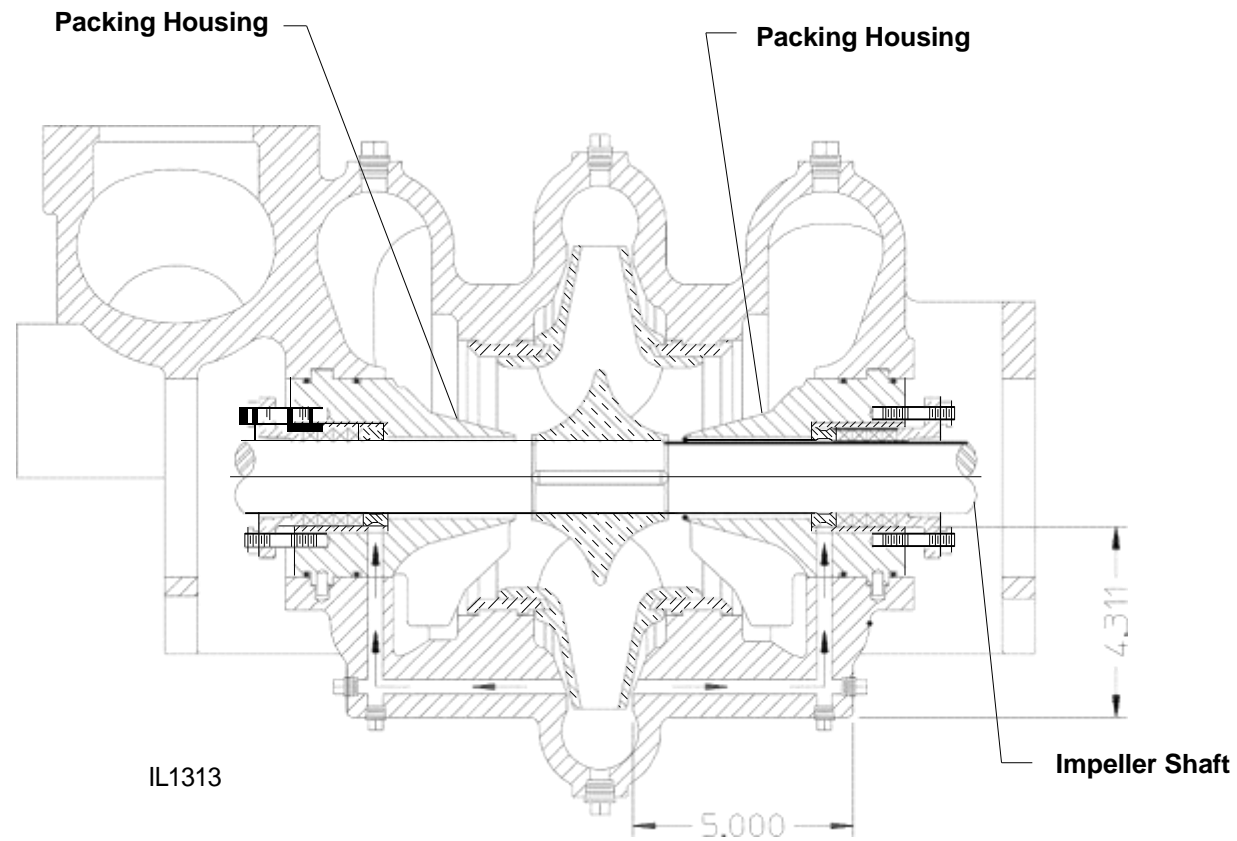 Packing Housing
Packing Housing
4.311
Impeller Shaft
IL1313
5.000